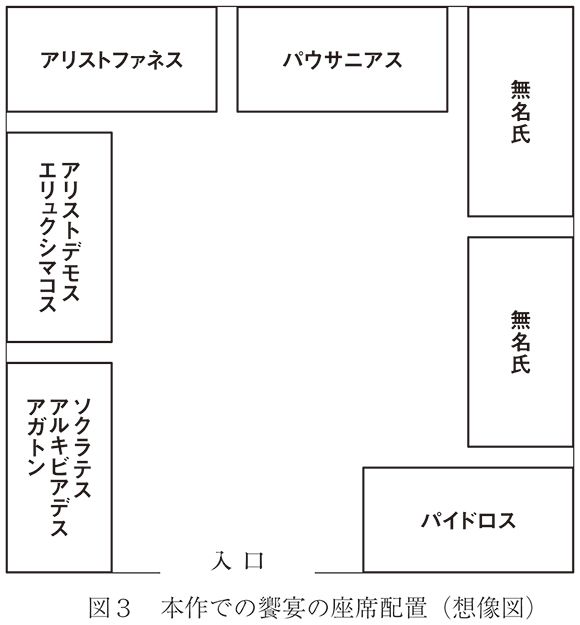 アリストファネス
パウサニアス
無名氏
アリストデモス
エリュクシマコス
無名氏
ソクラテス
アルキビアデス
アガトン
パイドロス
入口
図３　本作での饗宴の座席配置（想像図）